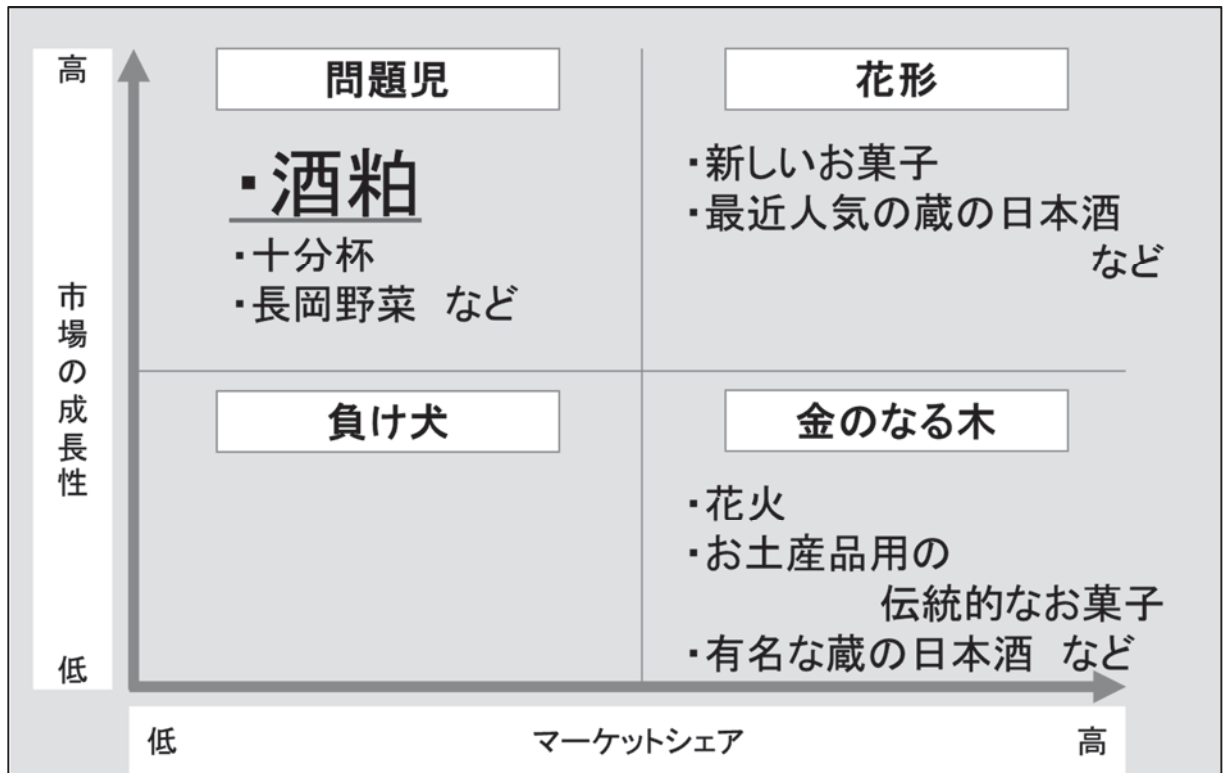 高
市場の成長性
低
問題児
・酒粕
・十分杯
・長岡野菜 など
花形
・新しいお菓子
・最近人気の蔵の日本酒
など
負け犬
金のなる木
・花火
・お土産品用の
伝統的なお菓子
・有名な蔵の日本酒 など
低
マーケットシェア
高